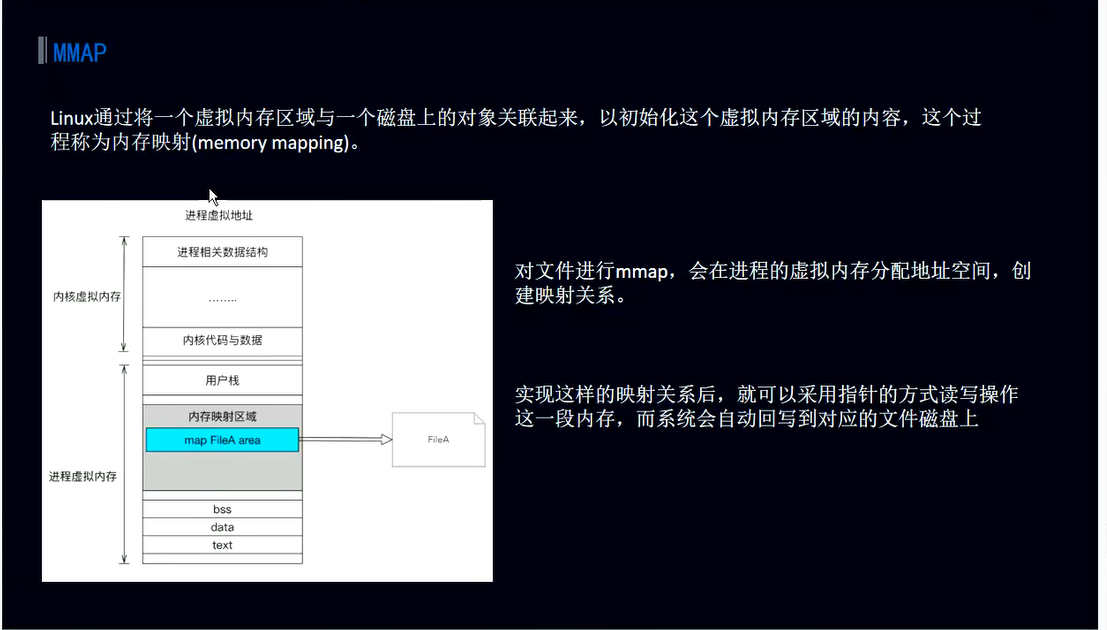 MMAP
Linux通过将一个虚拟内存区域与一个磁盘上的对象关联起来，以初始化这个虚拟内存区域的内容，这个过
程称为内存映射(memory mapping)。
进程虚拟地址
进程相关数据结构
内核虚拟内存
........
内核代码与数据
用户栈
内存映射区域
map FileA area
FileA
进程虚拟内存
bss
data
text
对文件进行mmap，会在进程的虚拟内存分配地址空间，创
建映射关系。
实现这样的映射关系后，就可以采用指针的方式读写操作
这一段内存，而系统会自动回写到对应的文件磁盘上